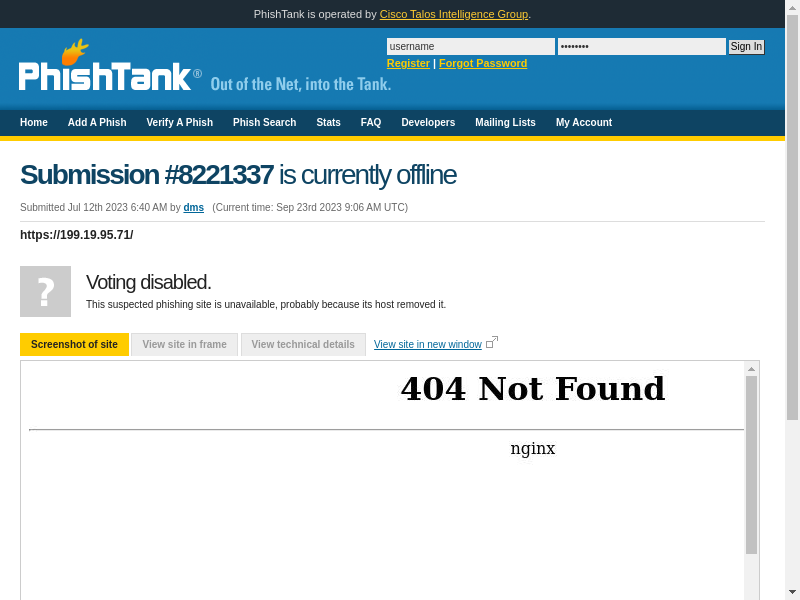 PhishTank is operated by Cisco Talos Intelligence Group.
username
••••••••
Sign In
Register | Forgot Password
PhishTank®
Out of the Net, into the Tank.
Home Add A Phish Verify A Phish Phish Search Stats FAQ Developers Mailing Lists My Account
Submission #8221337 is currently offline
Submitted Jul 12th 2023 6:40 AM by dms (Current time: Sep 23rd 2023 9:06 AM UTC)
https://199.19.95.71/
?
Voting disabled.
This suspected phishing site is unavailable, probably because its host removed it.
Screenshot of site View site in frame View technical details View site in new window
404 Not Found
nginx